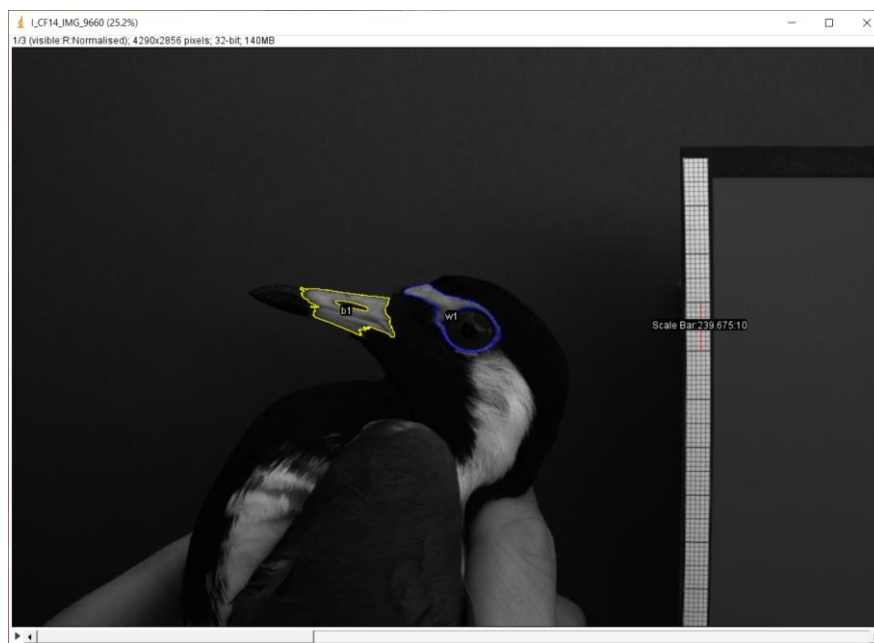 I_CF14_IMG_9660 (25.2%)
1/3 (visible:R:Normalised); 4290x2856 pixels; 32-bit; 140MB
b1
w1
Scale Bar:239.675:10